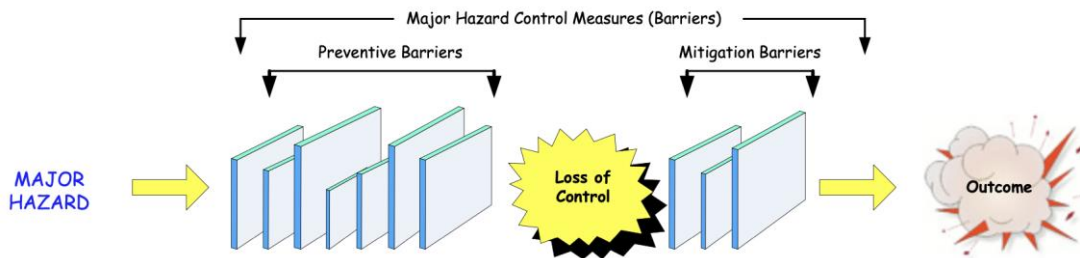 Major Hazard Control Measures (Barriers)
Preventive Barriers
Mitigation Barriers
MAJOR
HAZARD
Loss of
Control
Outcome